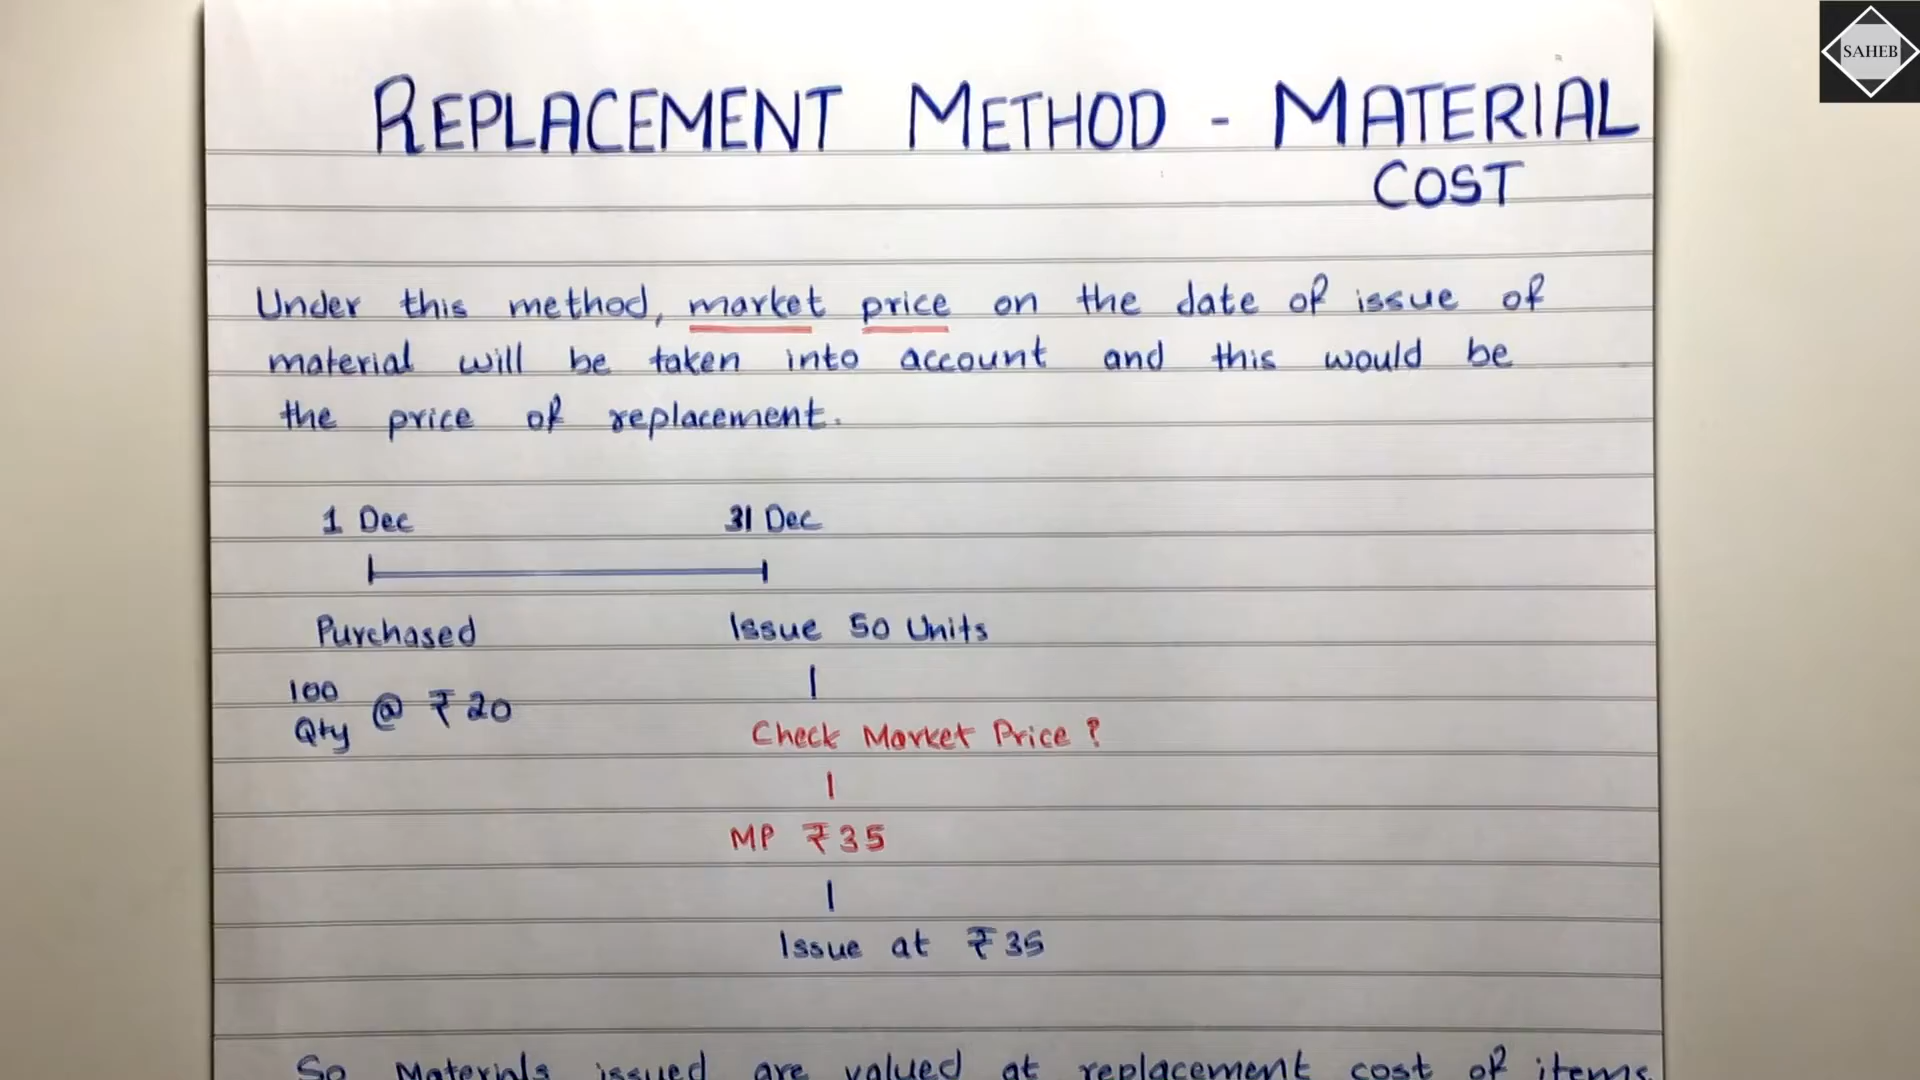 SAHEB
REPLACEMENT METHOD - MATERIAL
COST
Under this method, market price on the date of issue of
material will be taken into account and this would be
the price of replacement.
1 Dec 31 Dec
Purchased Issue 50 Units
100 Qty @ ₹20
Check Market Price ?
MP ₹35
Issue at ₹35
So Materials issued are valued at replacement cost of items.